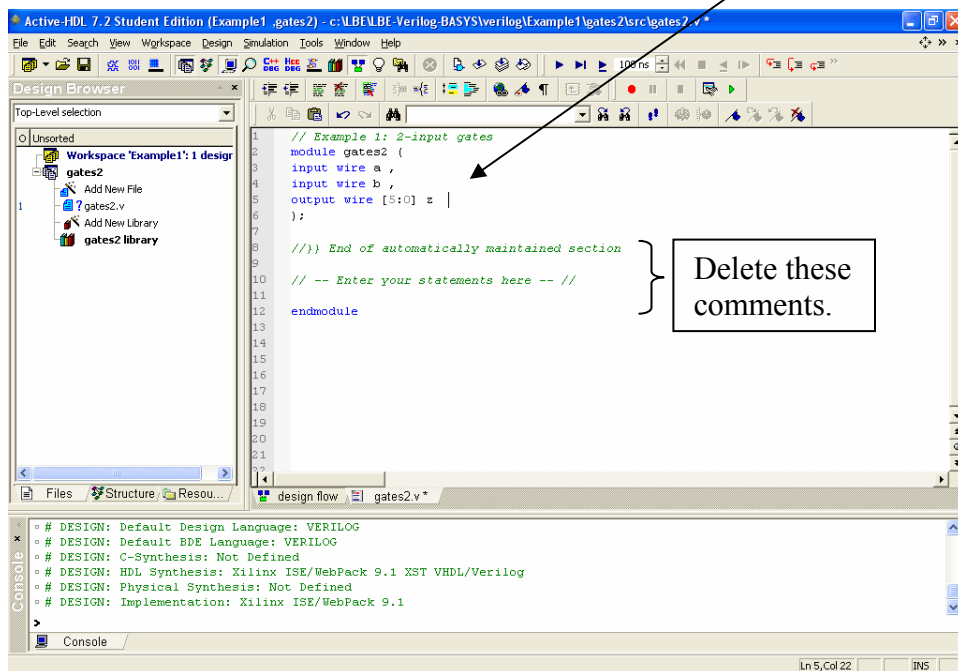 Active-HDL 7.2 Student Edition (Example1 ,gates2) - c:\LBE\LBE-Verilog-BASYS\verilog\Example1\gates2\src\gates2.v *
File Edit Search View Workspace Design Simulation Tools Window Help
100 ns
Design Browser
Top-Level selection
O Unsorted
Workspace 'Example1': 1 desigr
gates2
Add New File
1 ? gates2.v
Add New Library
gates2 library
Files Structure Resou...
1 // Example 1: 2-input gates
2 module gates2 (
3 input wire a ,
4 input wire b ,
5 output wire [5:0] z
6 );
7
8 //}} End of automatically maintained section
9
10 // -- Enter your statements here -- //
11
12 endmodule
13
14
15
16
17
18
19
20
21
22
Delete these
comments.
design flow gates2.v *
# DESIGN: Default Design Language: VERILOG
# DESIGN: Default BDE Language: VERILOG
# DESIGN: C-Synthesis: Not Defined
# DESIGN: HDL Synthesis: Xilinx ISE/WebPack 9.1 XST VHDL/Verilog
# DESIGN: Physical Synthesis: Not Defined
# DESIGN: Implementation: Xilinx ISE/WebPack 9.1
>
Console
Console
Ln 5,Col 22 INS